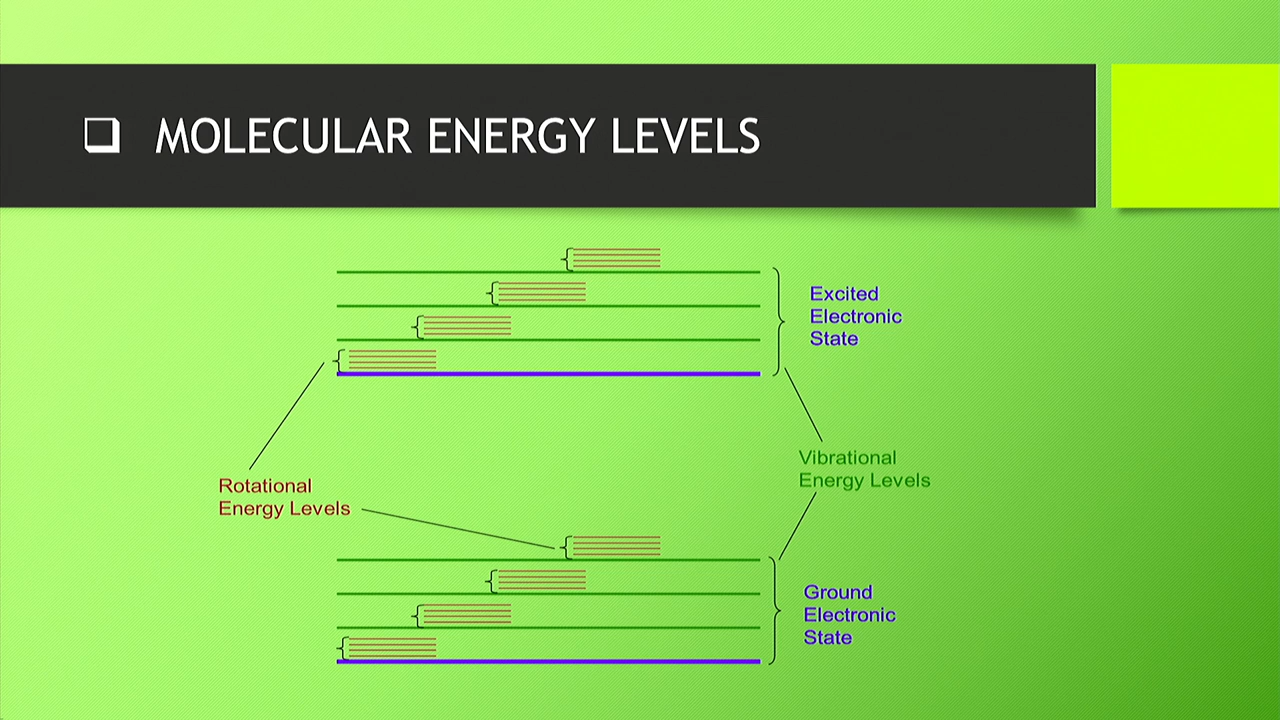 MOLECULAR ENERGY LEVELS
Excited
Electronic
State
Vibrational
Energy Levels
Rotational
Energy Levels
Ground
Electronic
State